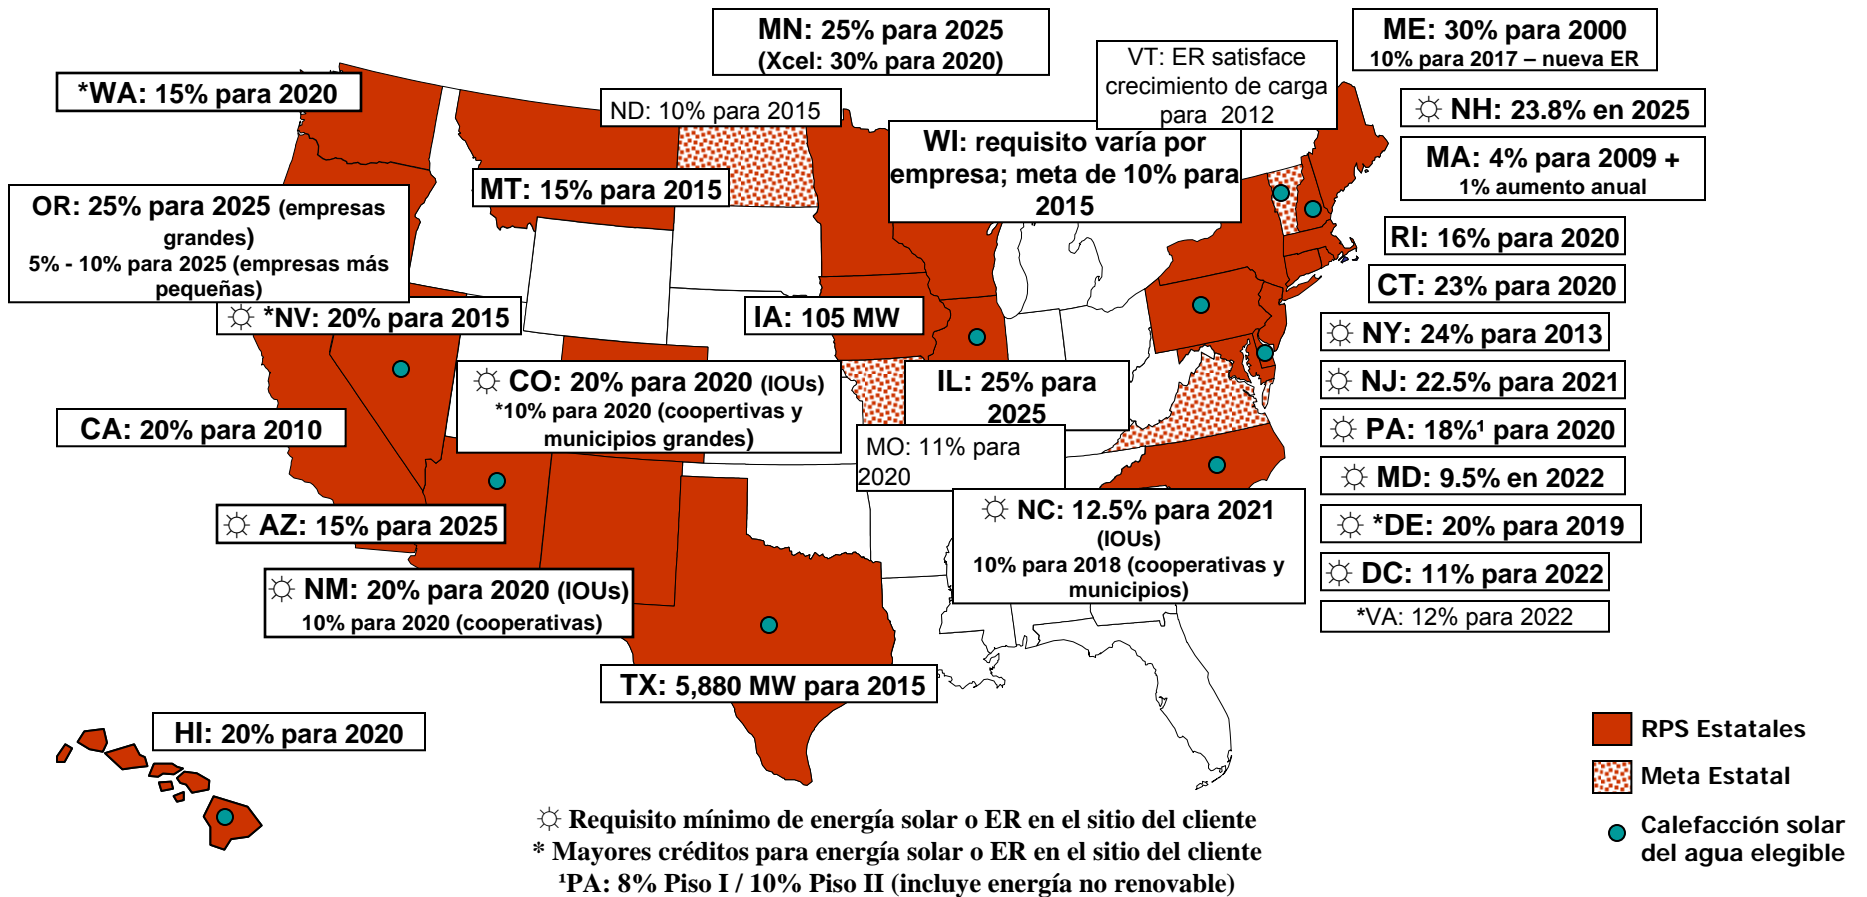 MN: 25% para 2025
(Xcel: 30% para 2020)
ME: 30% para 2000
10% para 2017 – nueva ER
VT: ER satisface
crecimiento de carga
para 2012
*WA: 15% para 2020
ND: 10% para 2015
☼ NH: 23.8% en 2025
WI: requisito varía por
empresa; meta de 10% para
2015
MA: 4% para 2009 +
1% aumento anual
MT: 15% para 2015
OR: 25% para 2025 (empresas
grandes)
5% - 10% para 2025 (empresas más
pequeñas)
RI: 16% para 2020
CT: 23% para 2020
☼ *NV: 20% para 2015
IA: 105 MW
☼ NY: 24% para 2013
☼ CO: 20% para 2020 (IOUs)
*10% para 2020 (coopertivas y
municipios grandes)
IL: 25% para
2025
☼ NJ: 22.5% para 2021
CA: 20% para 2010
☼ PA: 18%¹ para 2020
MO: 11% para
2020
☼ MD: 9.5% en 2022
☼ AZ: 15% para 2025
☼ NC: 12.5% para 2021
(IOUs)
10% para 2018 (cooperativas y
municipios)
☼ *DE: 20% para 2019
☼ DC: 11% para 2022
☼ NM: 20% para 2020 (IOUs)
10% para 2020 (cooperativas)
*VA: 12% para 2022
TX: 5,880 MW para 2015
HI: 20% para 2020
RPS Estatales
Meta Estatal
Calefacción solar
del agua elegible
☼ Requisito mínimo de energía solar o ER en el sitio del cliente
* Mayores créditos para energía solar o ER en el sitio del cliente
¹PA: 8% Piso I / 10% Piso II (incluye energía no renovable)